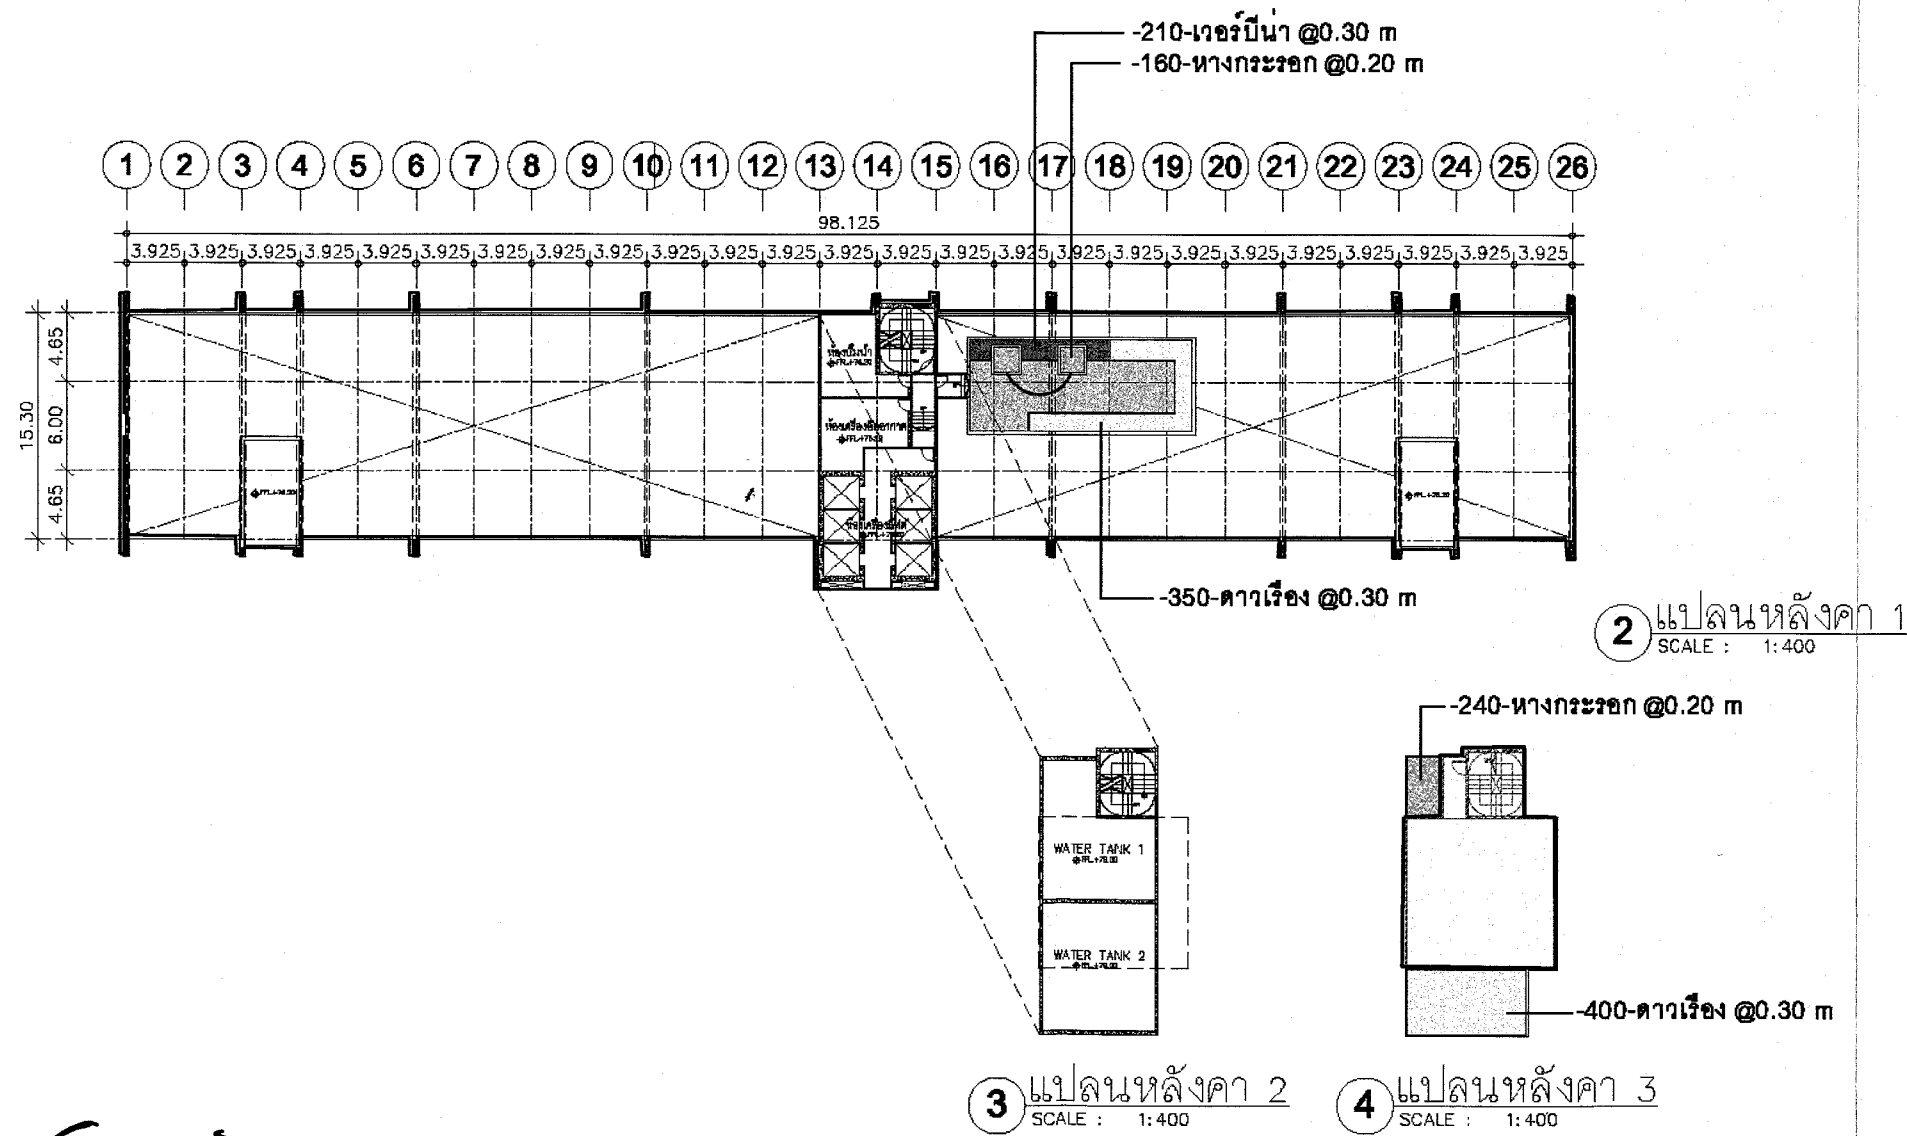 -210-เวอร์บีน่า @0.30 m
-160-หางกระรอก @0.20 m
1 2 3 4 5 6 7 8 9 10 11 12 13 14 15 16 17 18 19 20 21 22 23 24 25 26
98.125
3.925 3.925 3.925 3.925 3.925 3.925 3.925 3.925 3.925 3.925 3.925 3.925 3.925 3.925 3.925 3.925 3.925 3.925 3.925 3.925 3.925 3.925 3.925 3.925 3.925
15.30
4.65
6.00
4.65
ห้องปั๊มน้ำ
-350-ดาวเรือง @0.30 m
2 แปลนหลังคา 1
SCALE : 1:400
-240-หางกระรอก @0.20 m
WATER TANK 1
WATER TANK 2
-400-ดาวเรือง @0.30 m
3 แปลนหลังคา 2
SCALE : 1:400
4 แปลนหลังคา 3
SCALE : 1:400